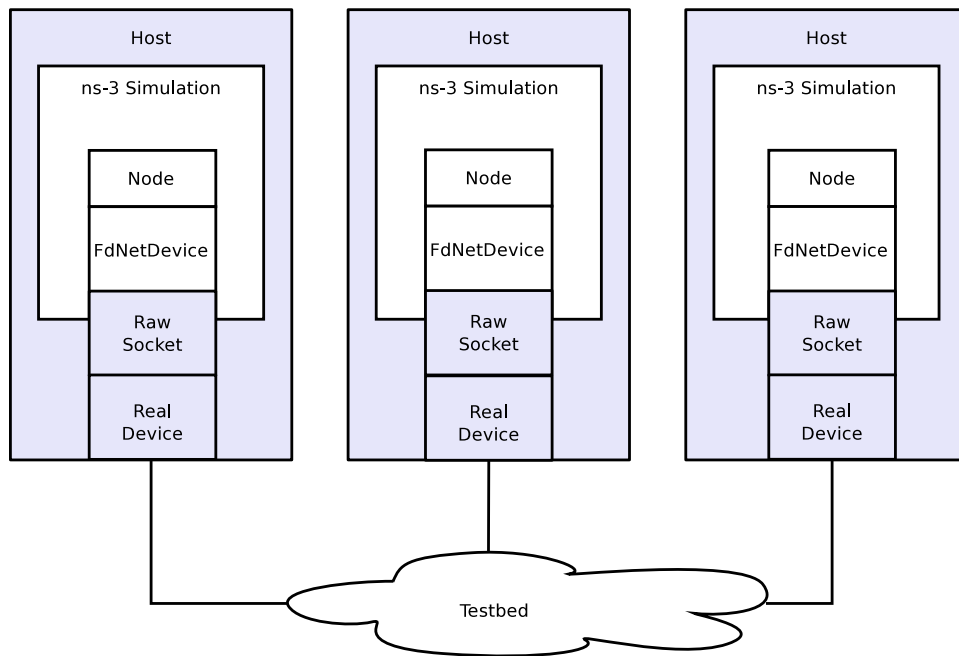 Host
ns-3 Simulation
Node
FdNetDevice
Raw
Socket
Real
Device
Host
ns-3 Simulation
Node
FdNetDevice
Raw
Socket
Real
Device
Host
ns-3 Simulation
Node
FdNetDevice
Raw
Socket
Real
Device
Testbed